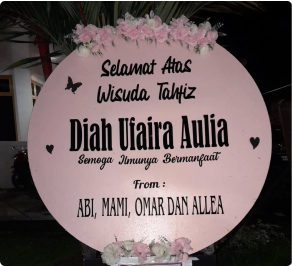 Selamat Atas
Wisuda Tahfiz
Diah Ufaira Aulia
Semoga Ilmunya Bermanfaat
From :
ABI, MAMI, OMAR DAN ALLEA